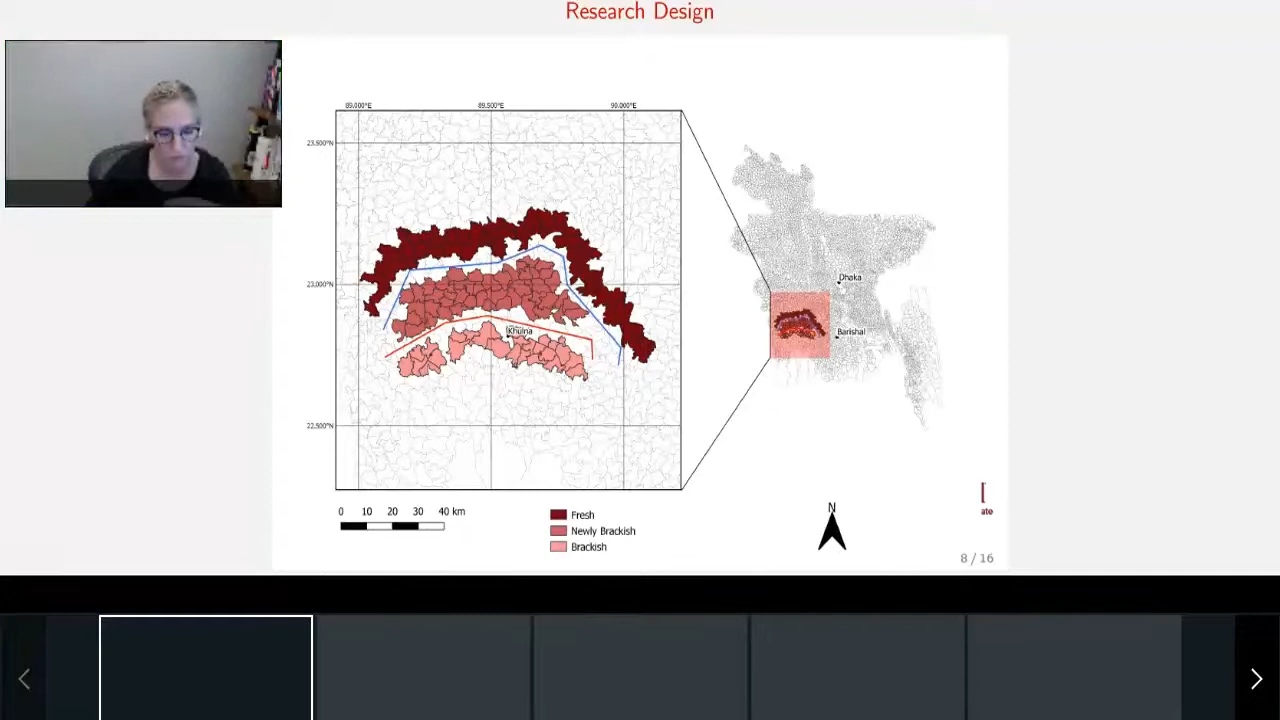 Research Design
89.000°E 89.500°E 90.000°E
23.500°N
23.000°N
22.500°N
Khulna
Dhaka
Barishal
0 10 20 30 40 km
Fresh
Newly Brackish
Brackish
N
ate
8 / 16